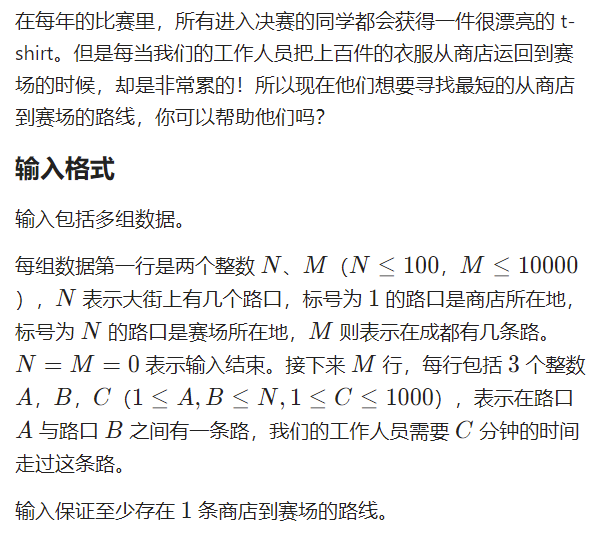 在每年的比赛里，所有进入决赛的同学都会获得一件很漂亮的 t-
shirt。但是每当我们的工作人员把上百件的衣服从商店运回到赛
场的时候，却是非常累的！所以现在他们想要寻找最短的从商店
到赛场的路线，你可以帮助他们吗？
输入格式
输入包括多组数据。
每组数据第一行是两个整数 N、M（N ≤ 100，M ≤ 10000
），N 表示大街上有几个路口，标号为 1 的路口是商店所在地，
标号为 N 的路口是赛场所在地，M 则表示在成都有几条路。
N = M = 0 表示输入结束。接下来 M 行，每行包括 3 个整数
A，B，C（1 ≤ A, B ≤ N, 1 ≤ C ≤ 1000），表示在路口
A 与路口 B 之间有一条路，我们的工作人员需要 C 分钟的时间
走过这条路。
输入保证至少存在 1 条商店到赛场的路线。